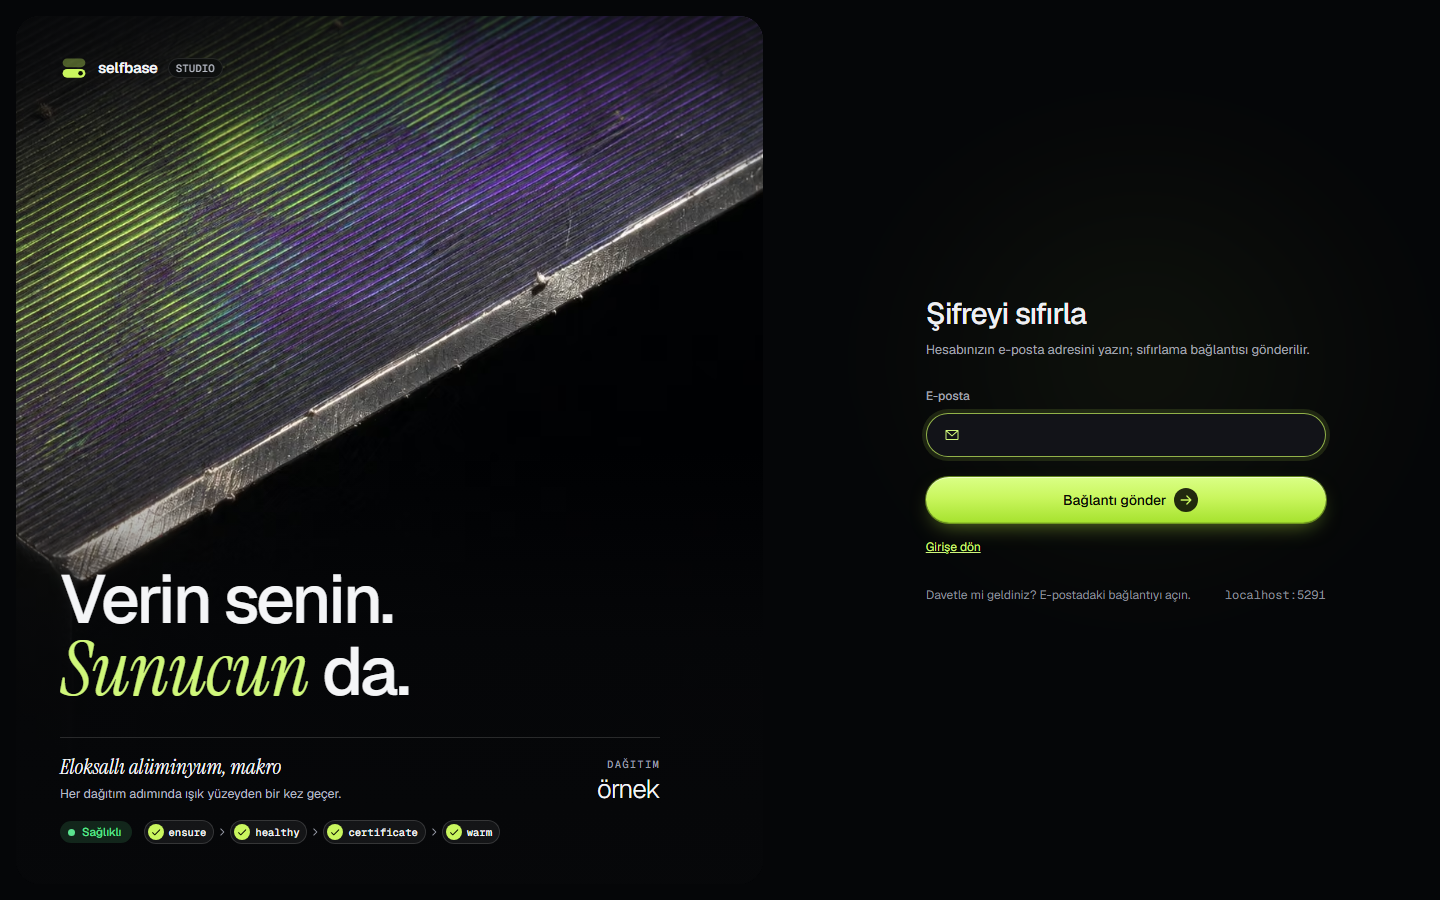 selfbase STUDIO
Verin senin.
Sunucun da.
Eloksallı alüminyum, makro
Her dağıtım adımında ışık yüzeyden bir kez geçer.
DAĞITIM
örnek
Sağlıklı ensure healthy certificate warm
Şifreyi sıfırla
Hesabınızın e-posta adresini yazın; sıfırlama bağlantısı gönderilir.
E-posta
Bağlantı gönder
Girişe dön
Davetle mi geldiniz? E-postadaki bağlantıyı açın. localhost:5291